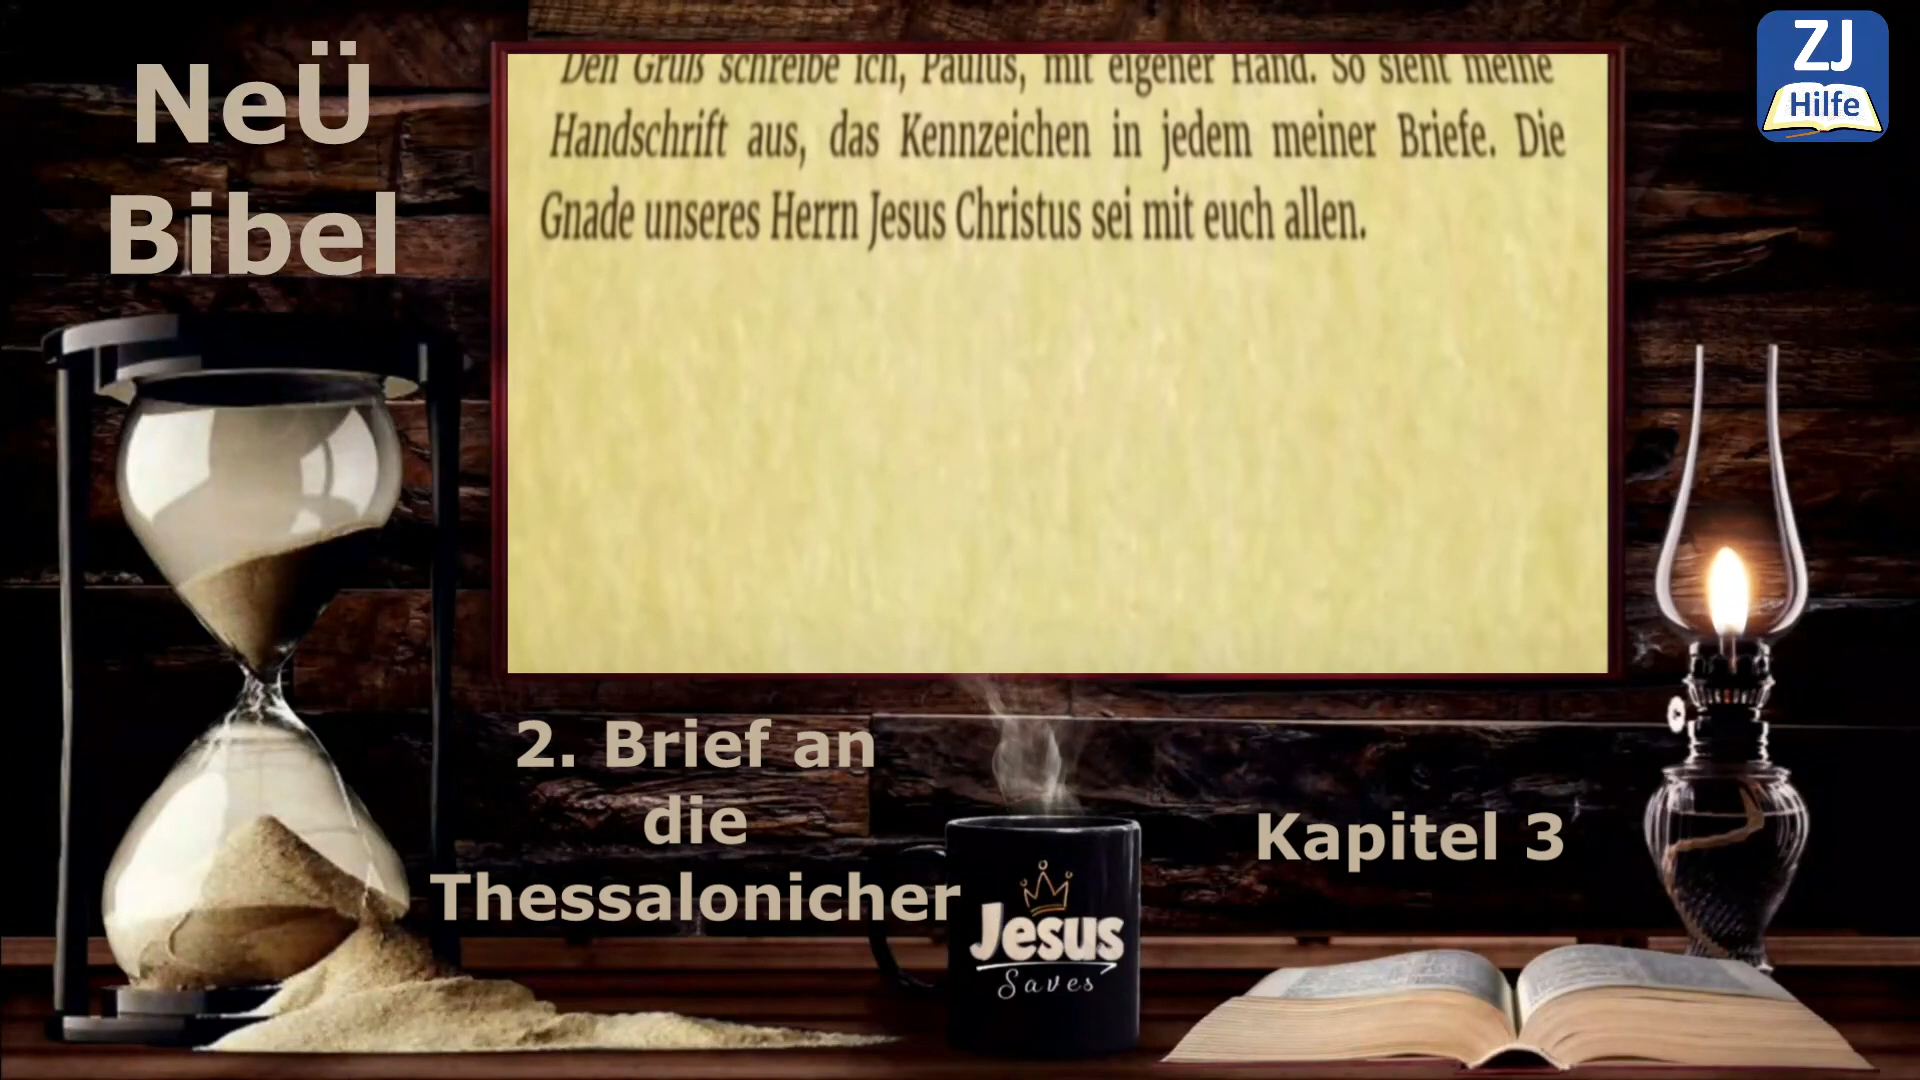 NeÜ
Bibel
Den Gruß schreibe ich, Paulus, mit eigener Hand. So sieht meine
Handschrift aus, das Kennzeichen in jedem meiner Briefe. Die
Gnade unseres Herrn Jesus Christus sei mit euch allen.
ZJ
Hilfe
2. Brief an
die
Thessalonicher
Kapitel 3
Jesus
Saves